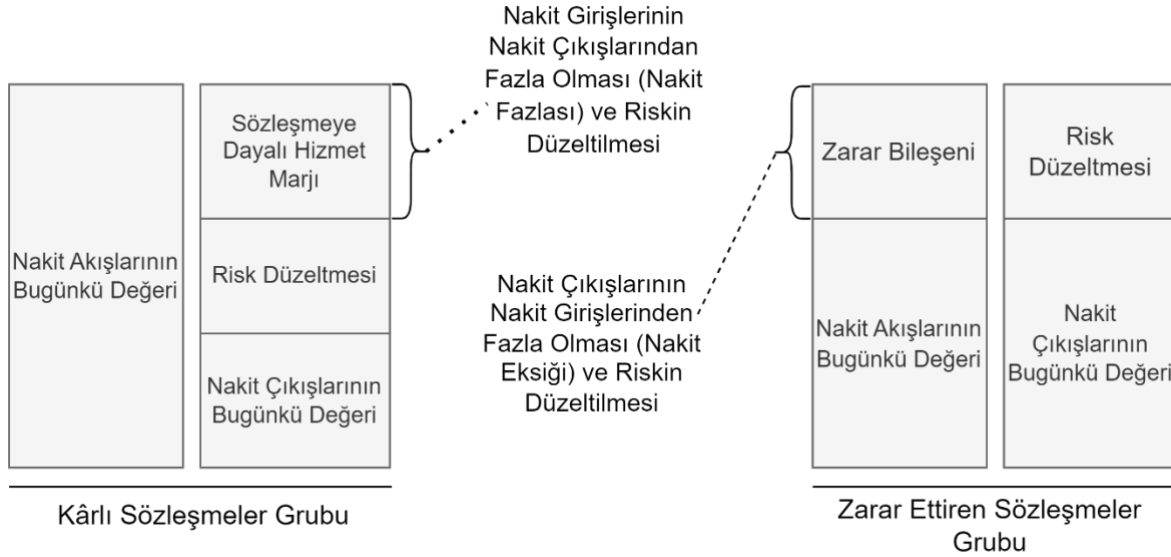 Nakit Girişlerinin
Nakit Çıkışlarından
Fazla Olması (Nakit
Fazlası) ve Riskin
Düzeltilmesi
Sözleşmeye
Dayalı Hizmet
Marjı
Zarar Bileşeni
Risk
Düzeltmesi
Nakit Akışlarının
Bugünkü Değeri
Risk Düzeltmesi
Nakit Çıkışlarının
Bugünkü Değeri
Nakit Çıkışlarının
Nakit Girişlerinden
Fazla Olması (Nakit
Eksiği) ve Riskin
Düzeltilmesi
Nakit Akışlarının
Bugünkü Değeri
Nakit
Çıkışlarının
Bugünkü Değeri
Kârlı Sözleşmeler Grubu
Zarar Ettiren Sözleşmeler
Grubu